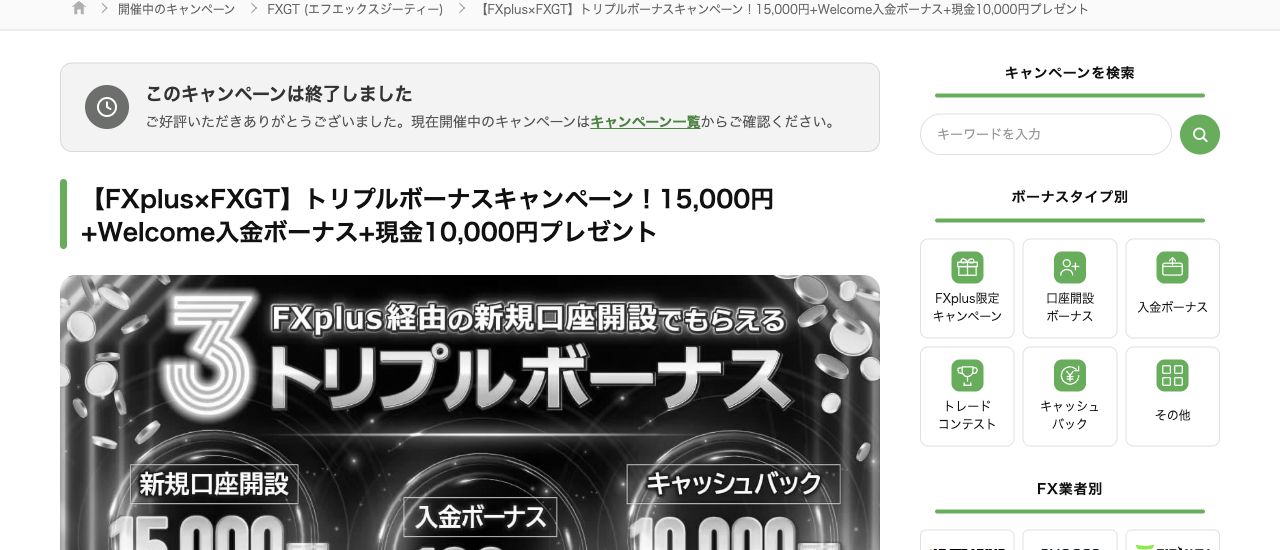 開催中のキャンペーン
FXGT (エフエックスジーティー)
【FXplus×FXGT】トリプルボーナスキャンペーン！15,000円+Welcome入金ボーナス+現金10,000円プレゼント
このキャンペーンは終了しました
ご好評いただきありがとうございました。現在開催中のキャンペーンはキャンペーン一覧からご確認ください。
【FXplus×FXGT】トリプルボーナスキャンペーン！15,000円
+Welcome入金ボーナス+現金10,000円プレゼント
3
FXplus経由の新規口座開設でもらえる
トリプルボーナス
新規口座開設
15,000
入金ボーナス
キャッシュバック
10,000
キャンペーンを検索
キーワードを入力
ボーナスタイプ別
FXplus限定
キャンペーン
口座開設
ボーナス
入金ボーナス
トレード
コンテスト
キャッシュ
バック
その他
FX業者別